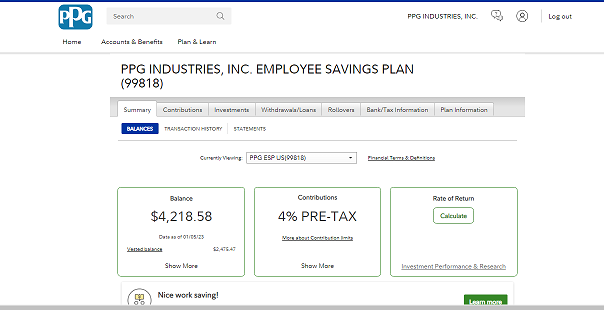 PPG
Search
PPG INDUSTRIES, INC.
Log out
Home
Accounts & Benefits
Plan & Learn
PPG INDUSTRIES, INC. EMPLOYEE SAVINGS PLAN
(99818)
Summary
Contributions
Investments
Withdrawals/Loans
Rollovers
Bank/Tax Information
Plan Information
BALANCES
TRANSACTION HISTORY
STATEMENTS
Currently Viewing:
PPG ESP US(99818)
Financial Terms & Definitions
Balance
$4,218.58
Data as of 01/05/23
Vested balance
$2,475.47
Show More
Contributions
4% PRE-TAX
More about Contribution limits
Show More
Rate of Return
Calculate
Investment Performance & Research
Nice work saving!
Learn more